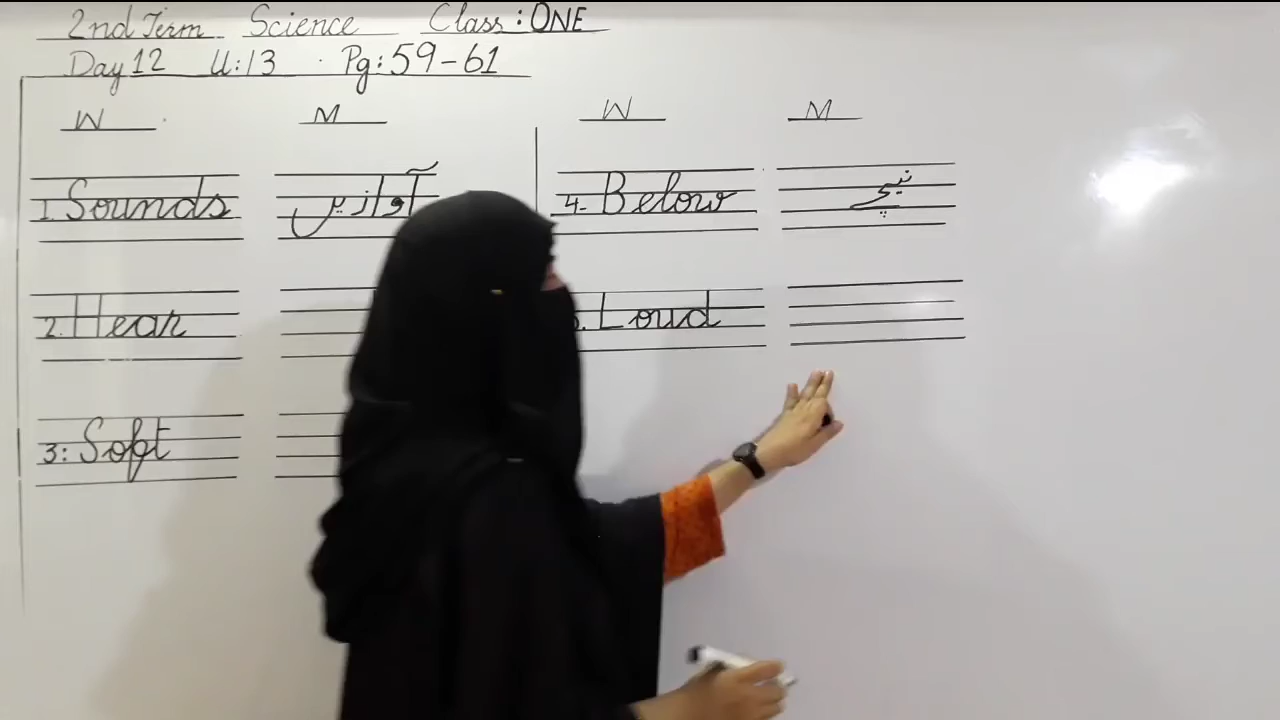 2nd Term Science Class: ONE
Day 12 U:13 Pg: 59-61
W M W M
1. Sounds آوازیں
4- Below نیچے
2. Hear
Loud
3: Soft